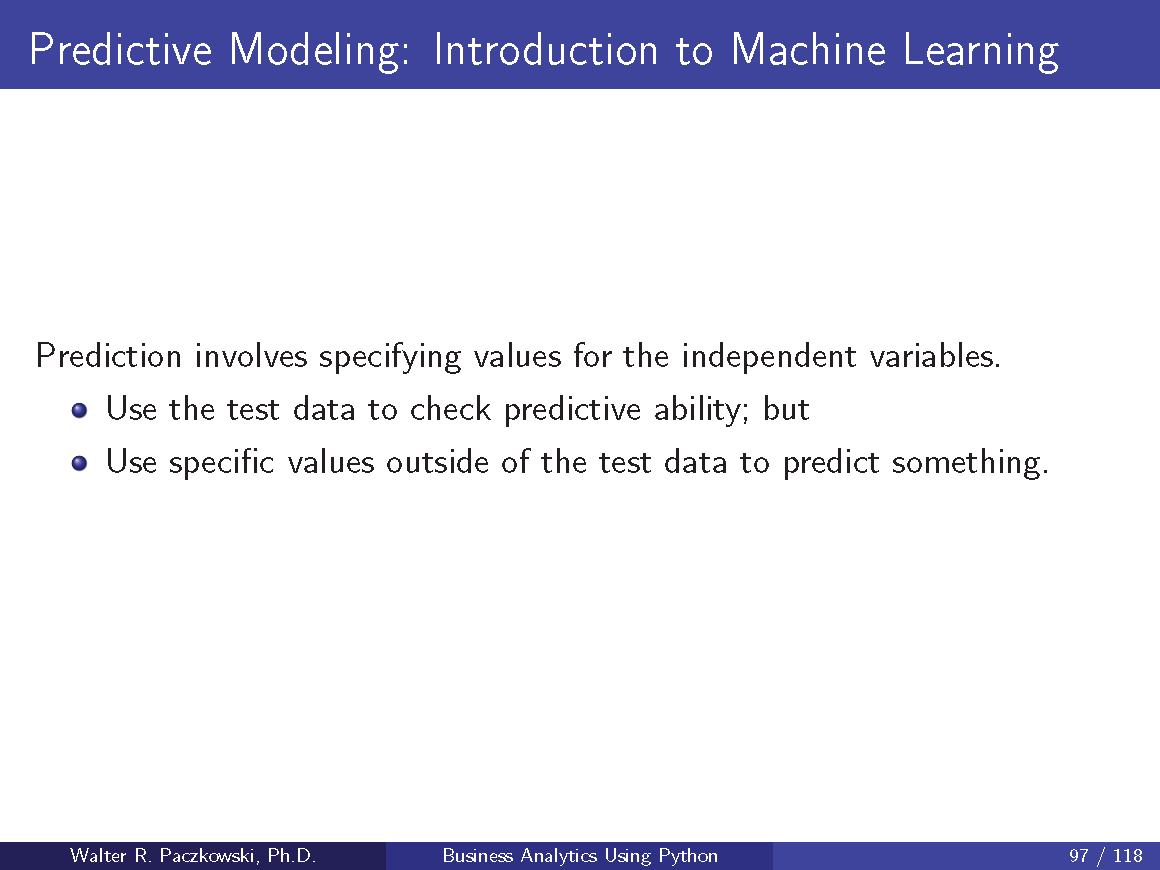 Predictive Modeling: Introduction to Machine Learning
Prediction involves specifying values for the independent variables.
Use the test data to check predictive ability; but
Use specific values outside of the test data to predict something.
Walter R. Paczkowski, Ph.D.
Business Analytics Using Python
97 / 118